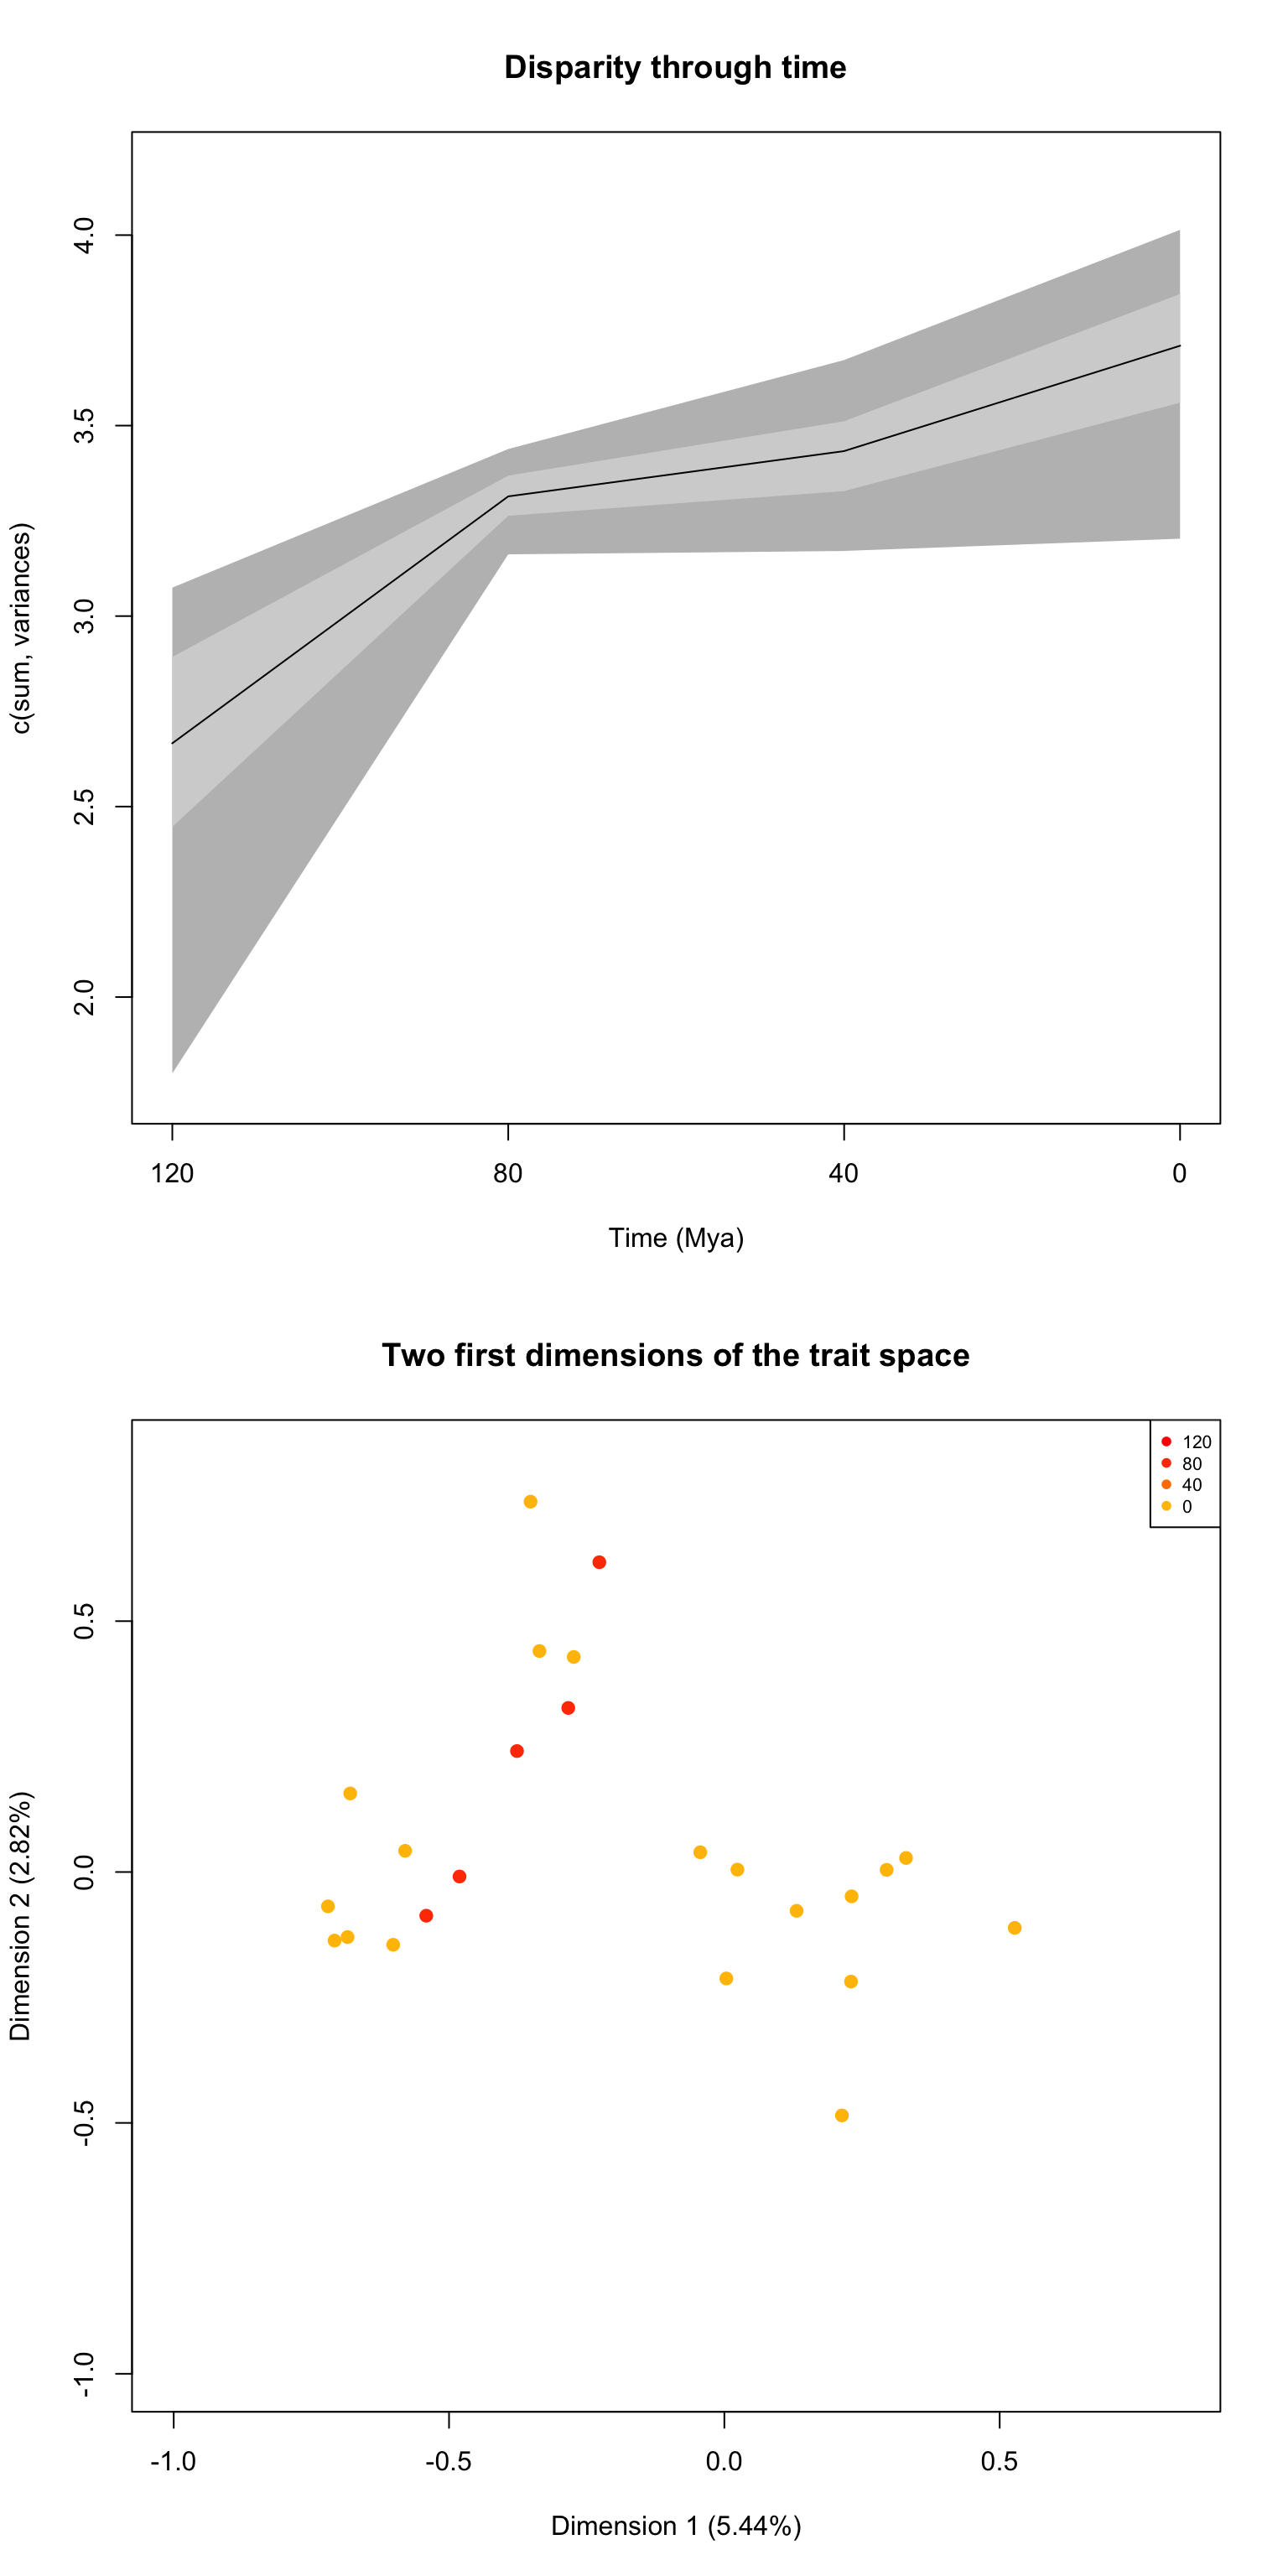 Disparity through time
c(sum, variances)
4.0
3.5
3.0
2.5
2.0
120 80 40 0
Time (Mya)
Two first dimensions of the trait space
120
80
40
0
Dimension 2 (2.82%)
0.5
0.0
-0.5
-1.0
-1.0 -0.5 0.0 0.5
Dimension 1 (5.44%)